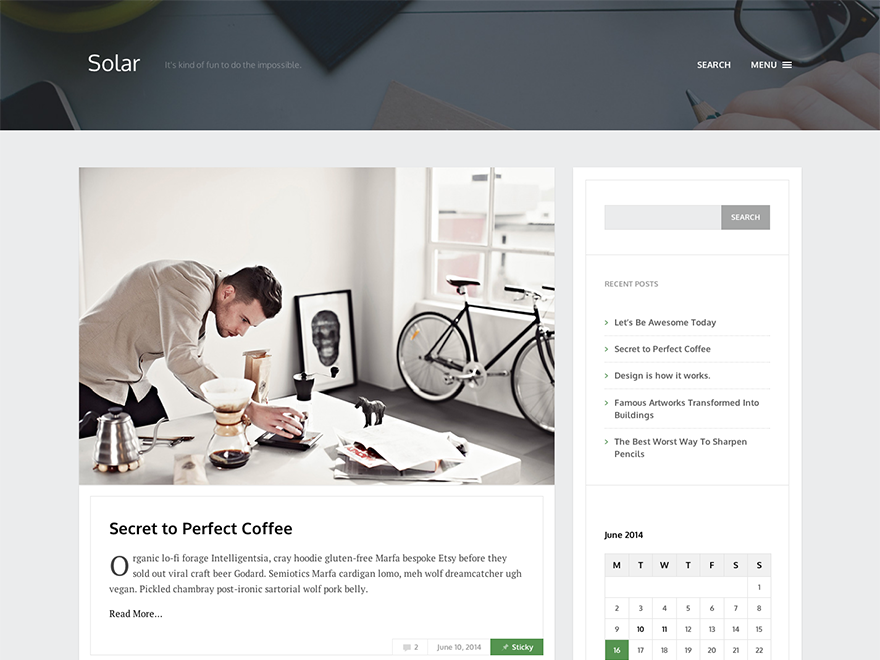 Solar
It's kind of fun to do the impossible.
SEARCH
MENU
SEARCH
RECENT POSTS
Let's Be Awesome Today
Secret to Perfect Coffee
Design is how it works.
Famous Artworks Transformed Into
Buildings
The Best Worst Way To Sharpen
Pencils
Secret to Perfect Coffee
Organic lo-fi forage Intelligentsia, cray hoodie gluten-free Marfa bespoke Etsy before they
sold out viral craft beer Godard. Semiotics Marfa cardigan lomo, meh wolf dreamcatcher ugh
vegan. Pickled chambray post-ironic sartorial wolf pork belly.
Read More...
2
June 10, 2014
Sticky
June 2014
M T W T F S S
1
2 3 4 5 6 7 8
9 10 11 12 13 14 15
16 17 18 19 20 21 22